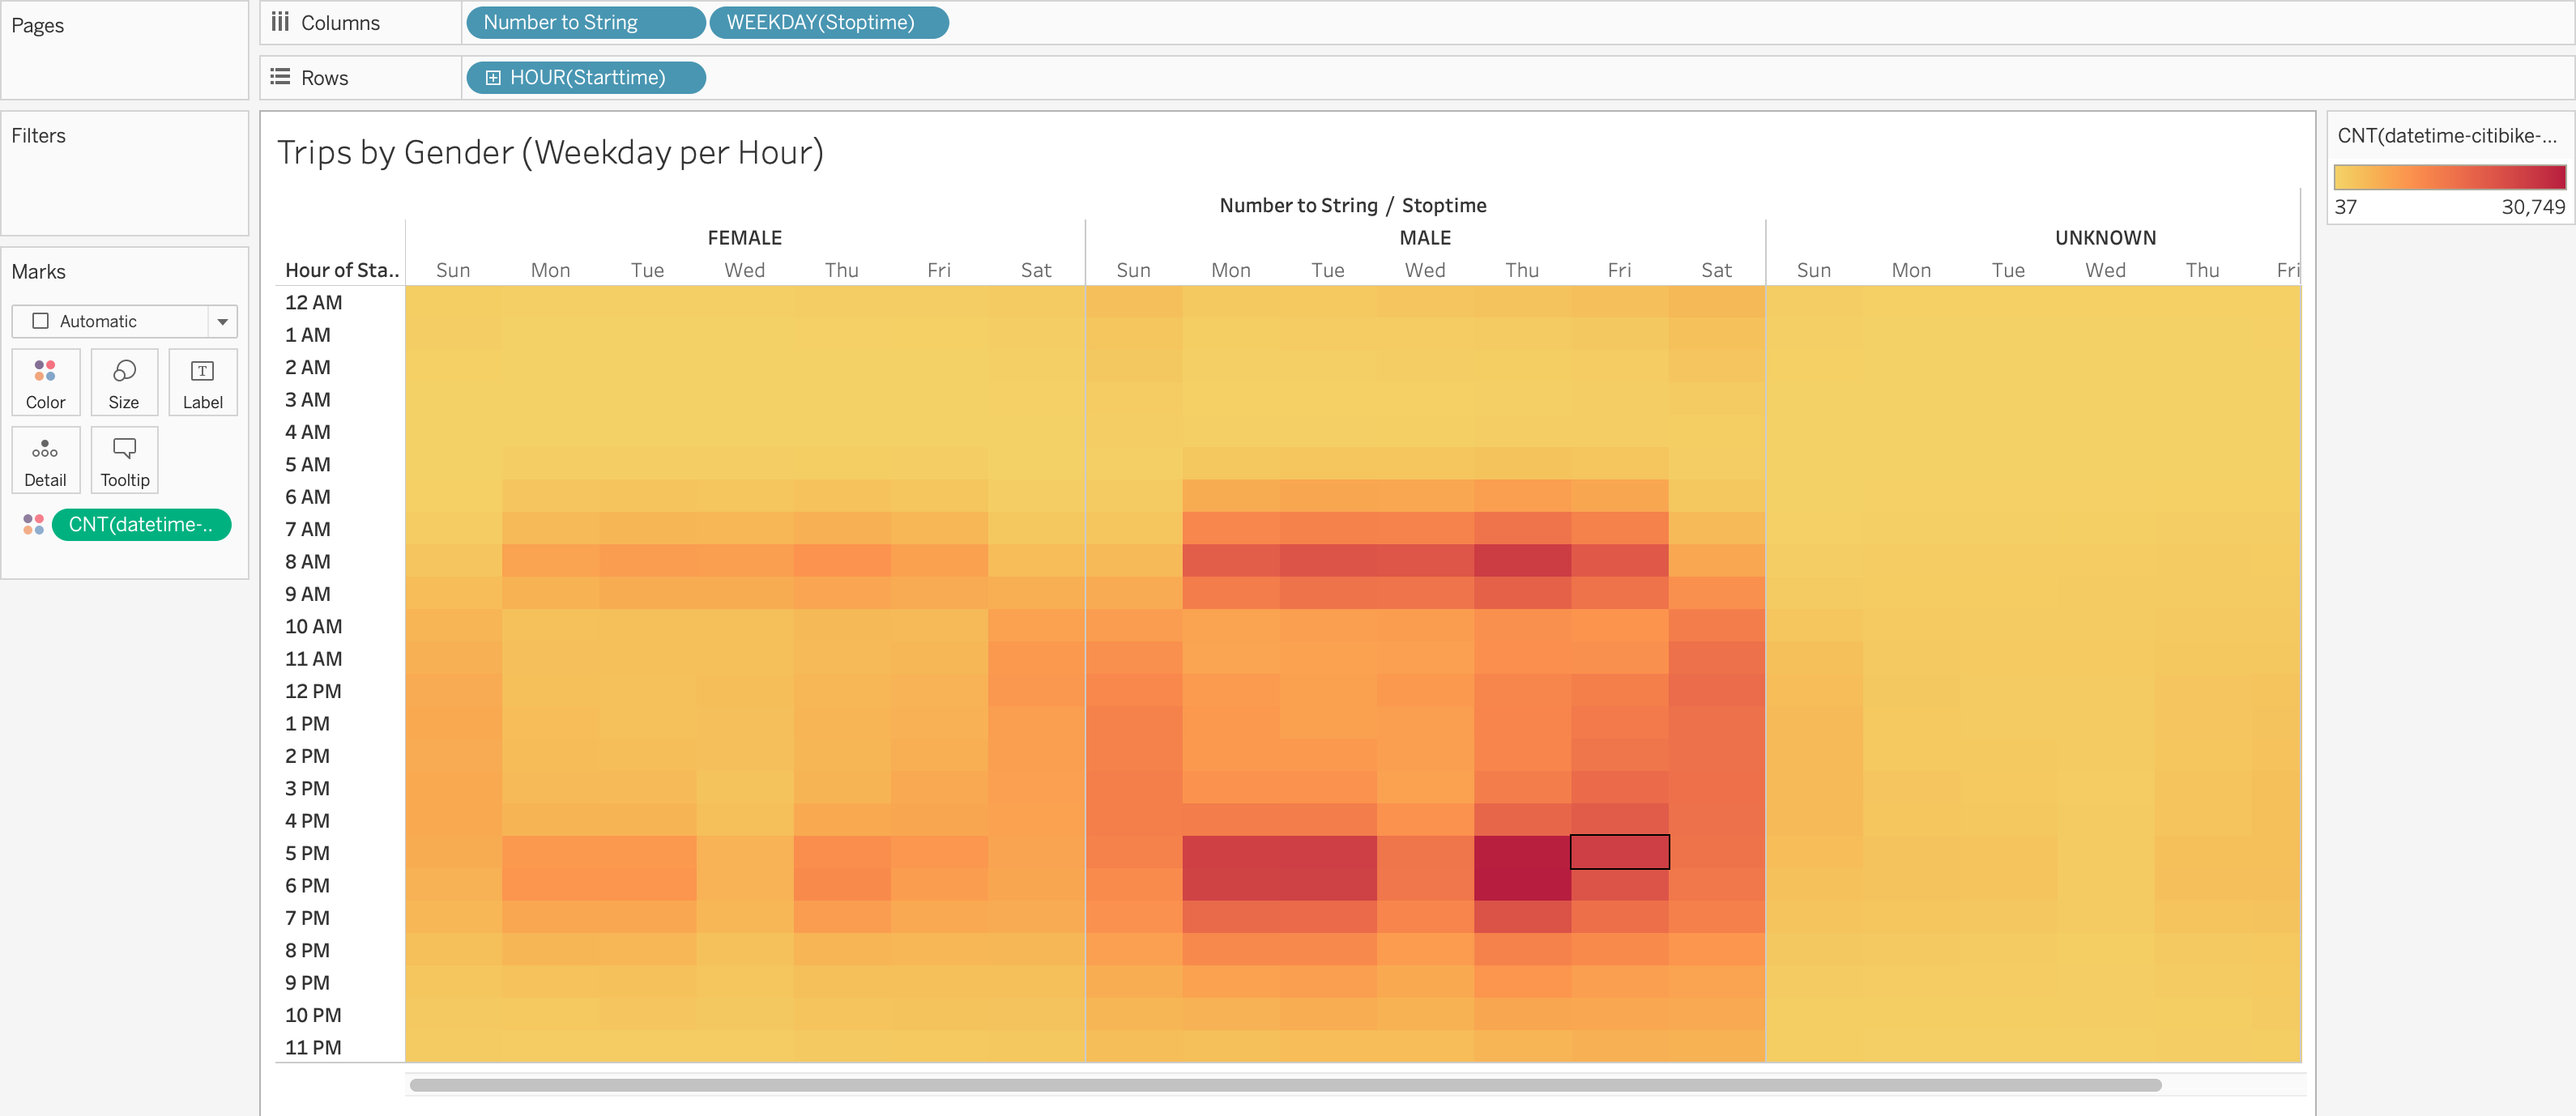 Pages
Columns
Number to String
WEEKDAY(Stoptime)
Rows
HOUR(Starttime)
Filters
Marks
Automatic
Color
Size
T
Label
Detail
Tooltip
CNT(datetime-..
Trips by Gender (Weekday per Hour)
Number to String / Stoptime
FEMALE MALE UNKNOWN
Hour of Sta.. Sun Mon Tue Wed Thu Fri Sat Sun Mon Tue Wed Thu Fri Sat Sun Mon Tue Wed Thu Fri
12 AM
1 AM
2 AM
3 AM
4 AM
5 AM
6 AM
7 AM
8 AM
9 AM
10 AM
11 AM
12 PM
1 PM
2 PM
3 PM
4 PM
5 PM
6 PM
7 PM
8 PM
9 PM
10 PM
11 PM
CNT(datetime-citibike-...
37 30,749